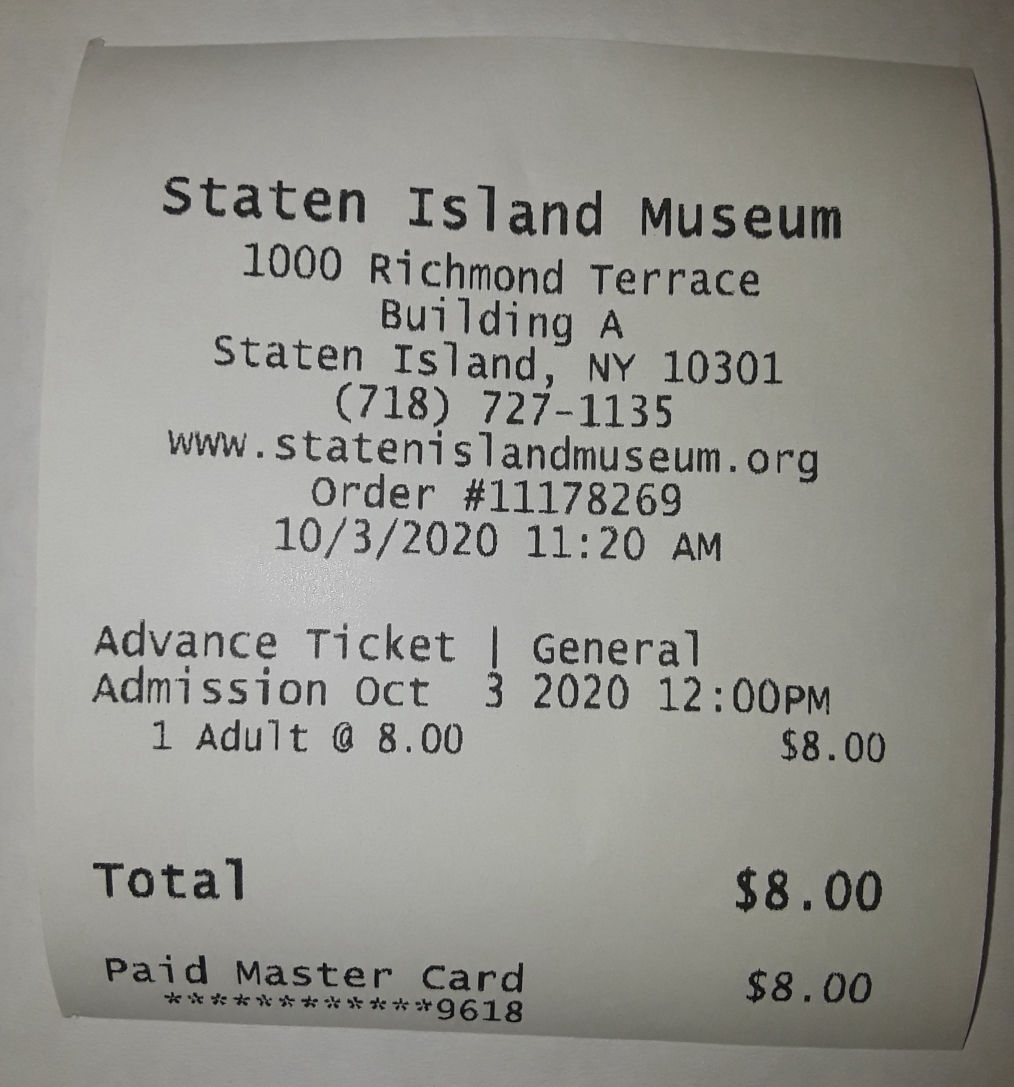 Staten Island Museum
1000 Richmond Terrace
Building A
Staten Island, NY 10301
(718) 727-1135
www.statenislandmuseum.org
Order #11178269
10/3/2020 11:20 AM
Advance Ticket | General
Admission Oct  3 2020 12:00PM
1 Adult @ 8.00 $8.00
Total $8.00
Paid Master Card $8.00
************9618